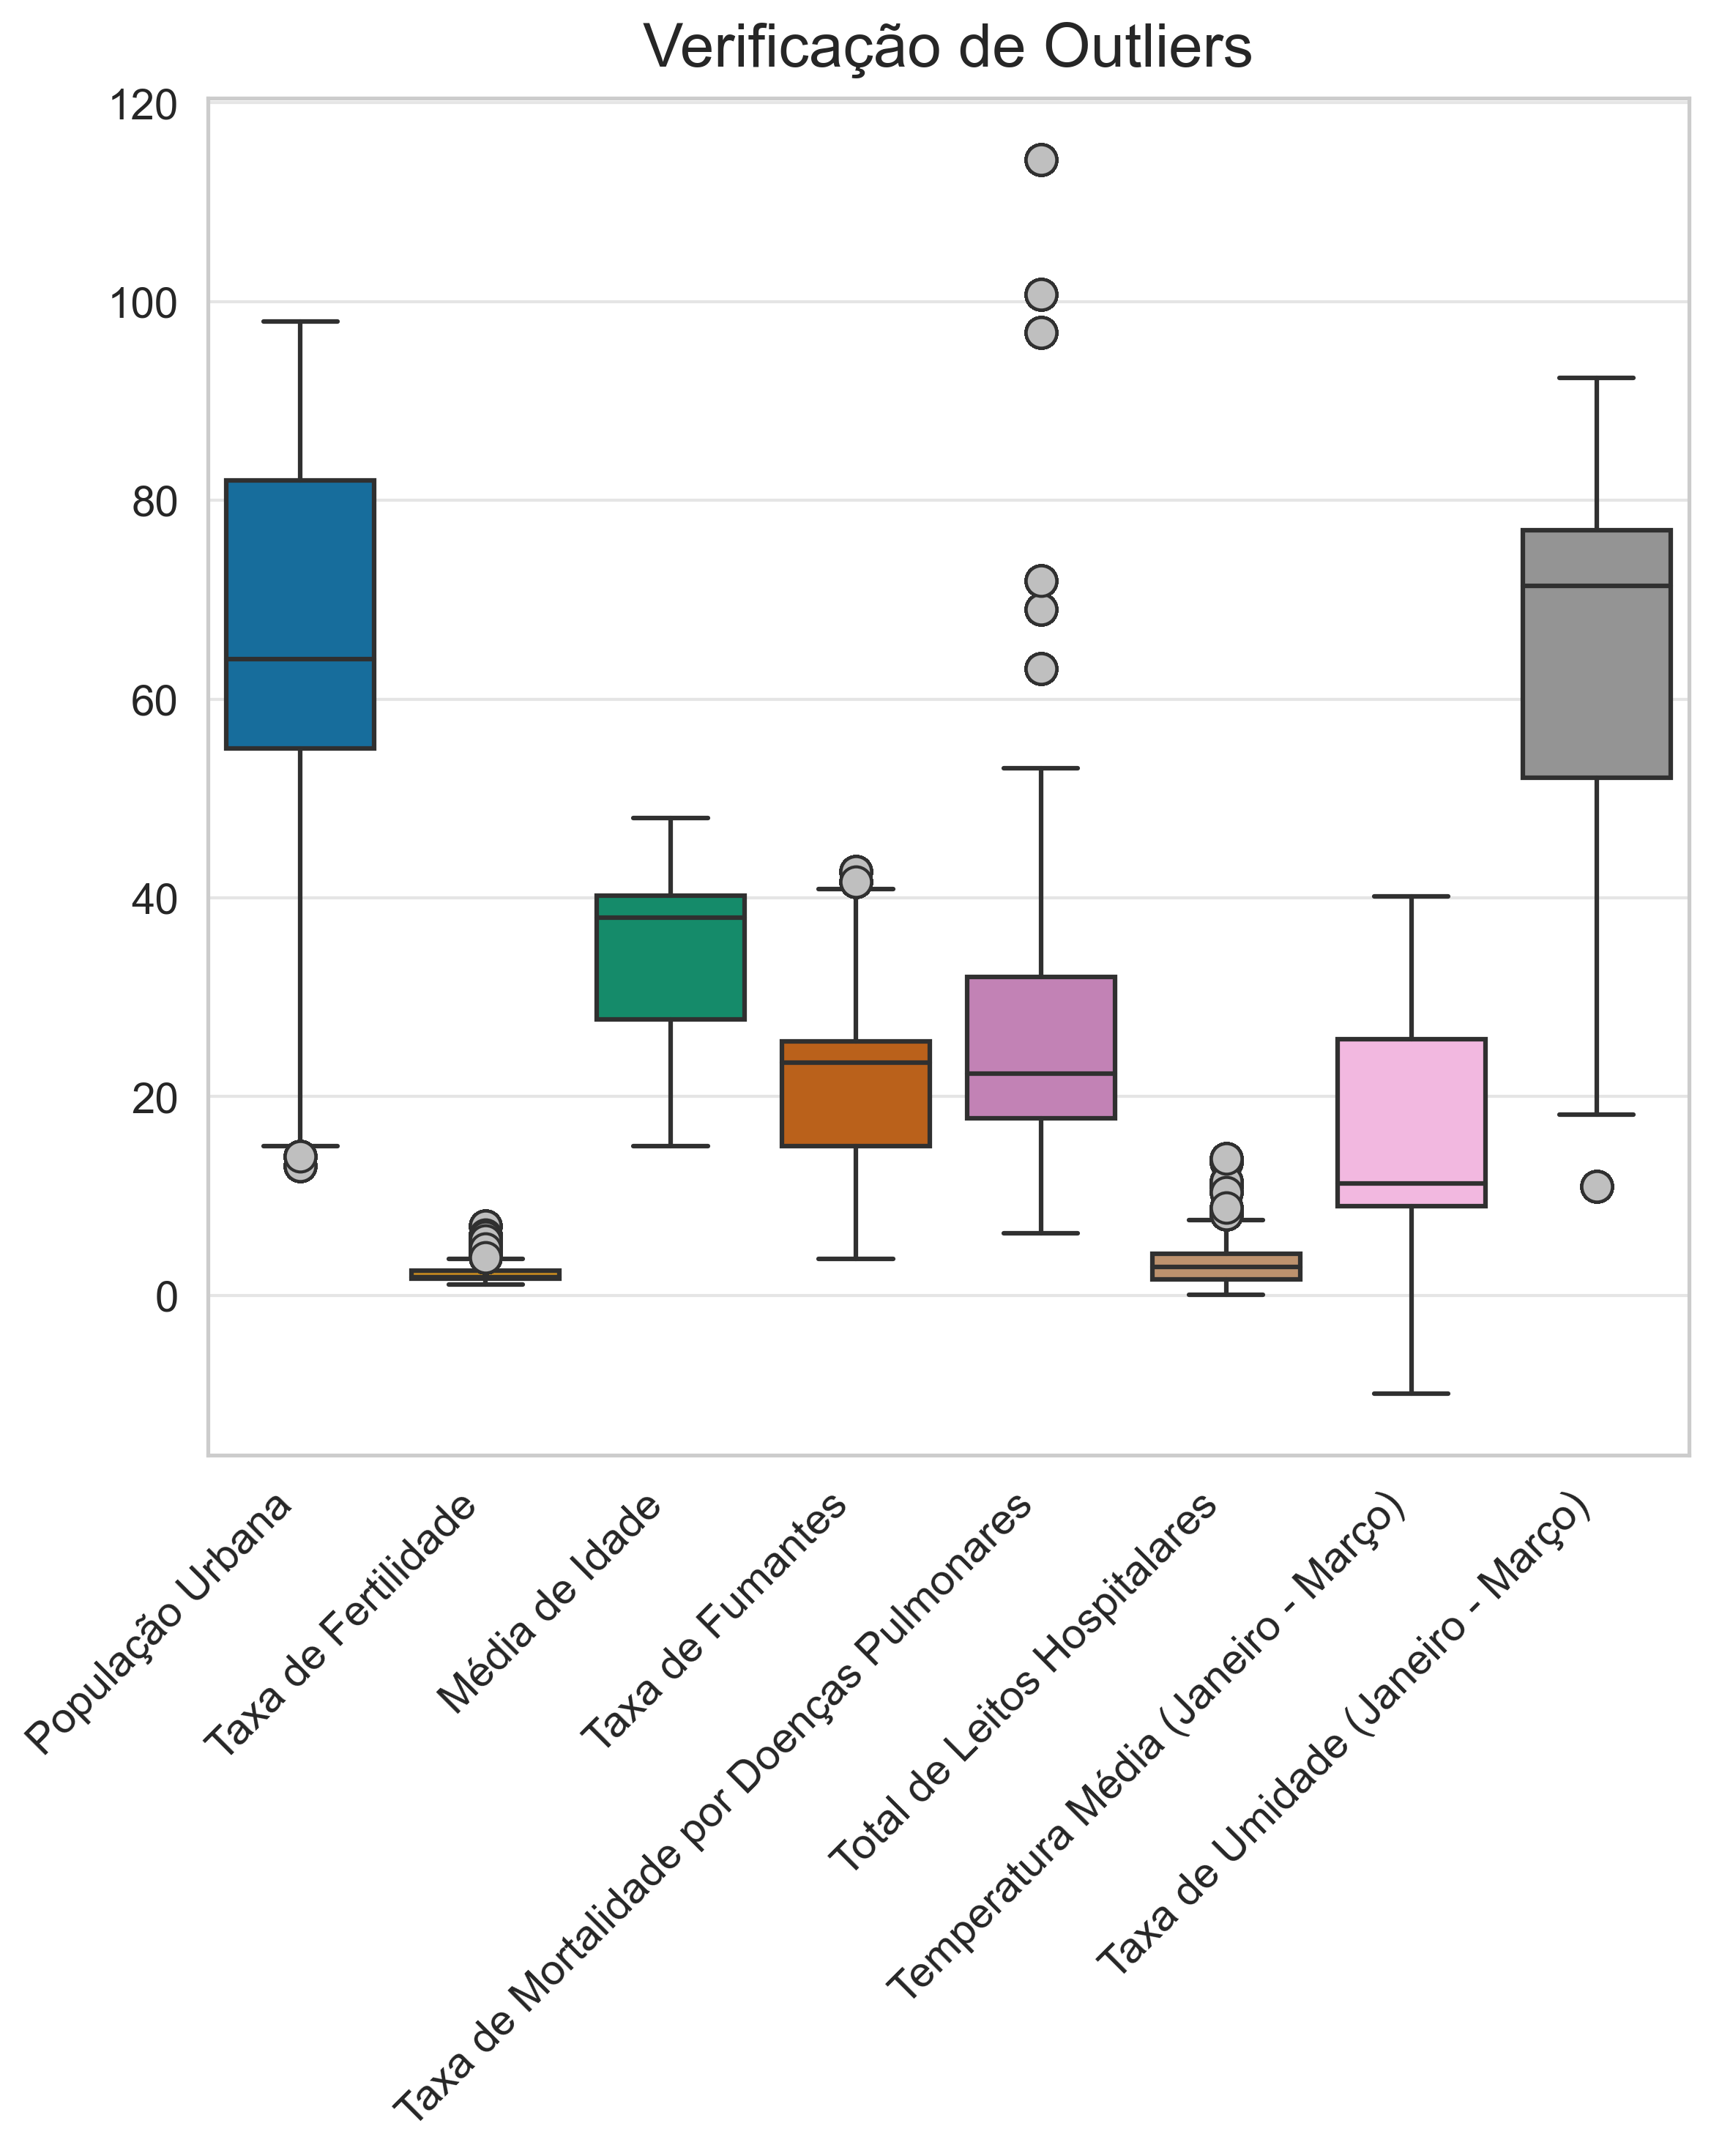 Verificação de Outliers
120
100
80
60
40
20
0
População Urbana
Taxa de Fertilidade
Média de Idade
Taxa de Fumantes
Taxa de Mortalidade por Doenças Pulmonares
Total de Leitos Hospitalares
Temperatura Média (Janeiro - Março)
Taxa de Umidade (Janeiro - Março)